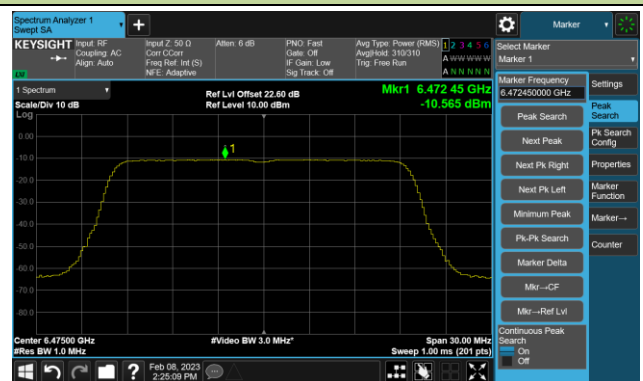 Spectrum Analyzer 1
Swept SA
+
Marker
KEYSIGHT
Input: RF
Coupling: AC
Align: Auto
Input Z: 50 Ω
Corr CCorr
Freq Ref: Int (S)
NFE: Adaptive
Atten: 6 dB
PNO: Fast
Gate: Off
IF Gain: Low
Sig Track: Off
Avg Type: Power (RMS)
Avg|Hold: 310/310
Trig: Free Run
1 2 3 4 5 6
A W W W W W
A N N N N N
LXI
Select Marker
Marker 1
1 Spectrum
Scale/Div 10 dB
Log
Ref Lvl Offset 22.60 dB
Ref Level 10.00 dBm
Mkr1 6.472 45 GHz
-10.565 dBm
0.00
-10.0
-20.0
-30.0
-40.0
-50.0
-60.0
-70.0
-80.0
1
Center 6.47500 GHz
#Res BW 1.0 MHz
#Video BW 3.0 MHz*
Span 30.00 MHz
Sweep 1.00 ms (201 pts)
Marker Frequency
6.472450000 GHz
Peak Search
Next Peak
Next Pk Right
Next Pk Left
Minimum Peak
Pk-Pk Search
Marker Delta
Mkr→CF
Mkr→Ref Lvl
Continuous Peak
Search
On
Off
Settings
Peak
Search
Pk Search
Config
Properties
Marker
Function
Marker→
Counter
?
Feb 08, 2023
2:25:09 PM